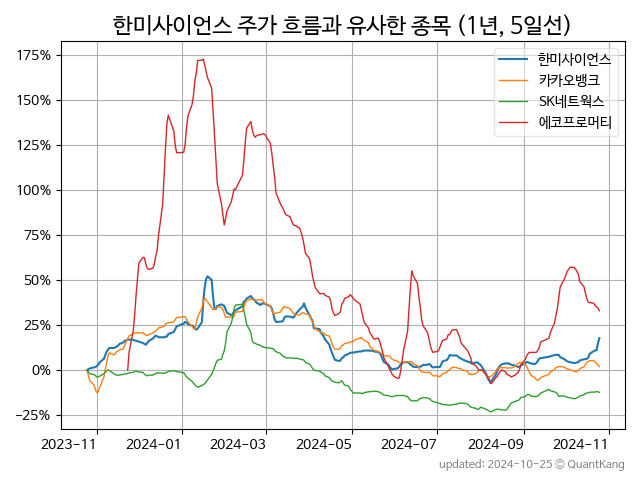 한미사이언스 주가 흐름과 유사한 종목 (1년, 5일선)
한미사이언스
카카오뱅크
SK네트웍스
에코프로머티
175%
150%
125%
100%
75%
50%
25%
0%
−25%
2023-11 2024-01 2024-03 2024-05 2024-07 2024-09 2024-11
updated: 2024-10-25 © QuantKang